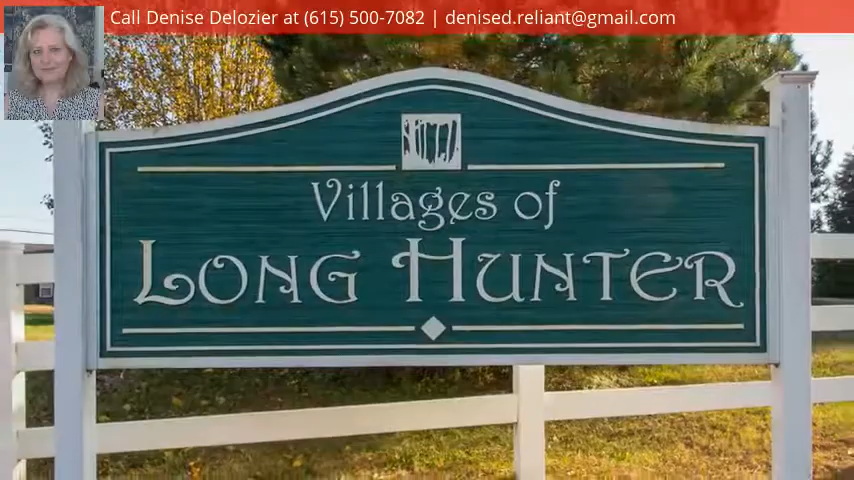 Call Denise Delozier at (615) 500-7082 | denised.reliant@gmail.com
Villages of
LONG HUNTER